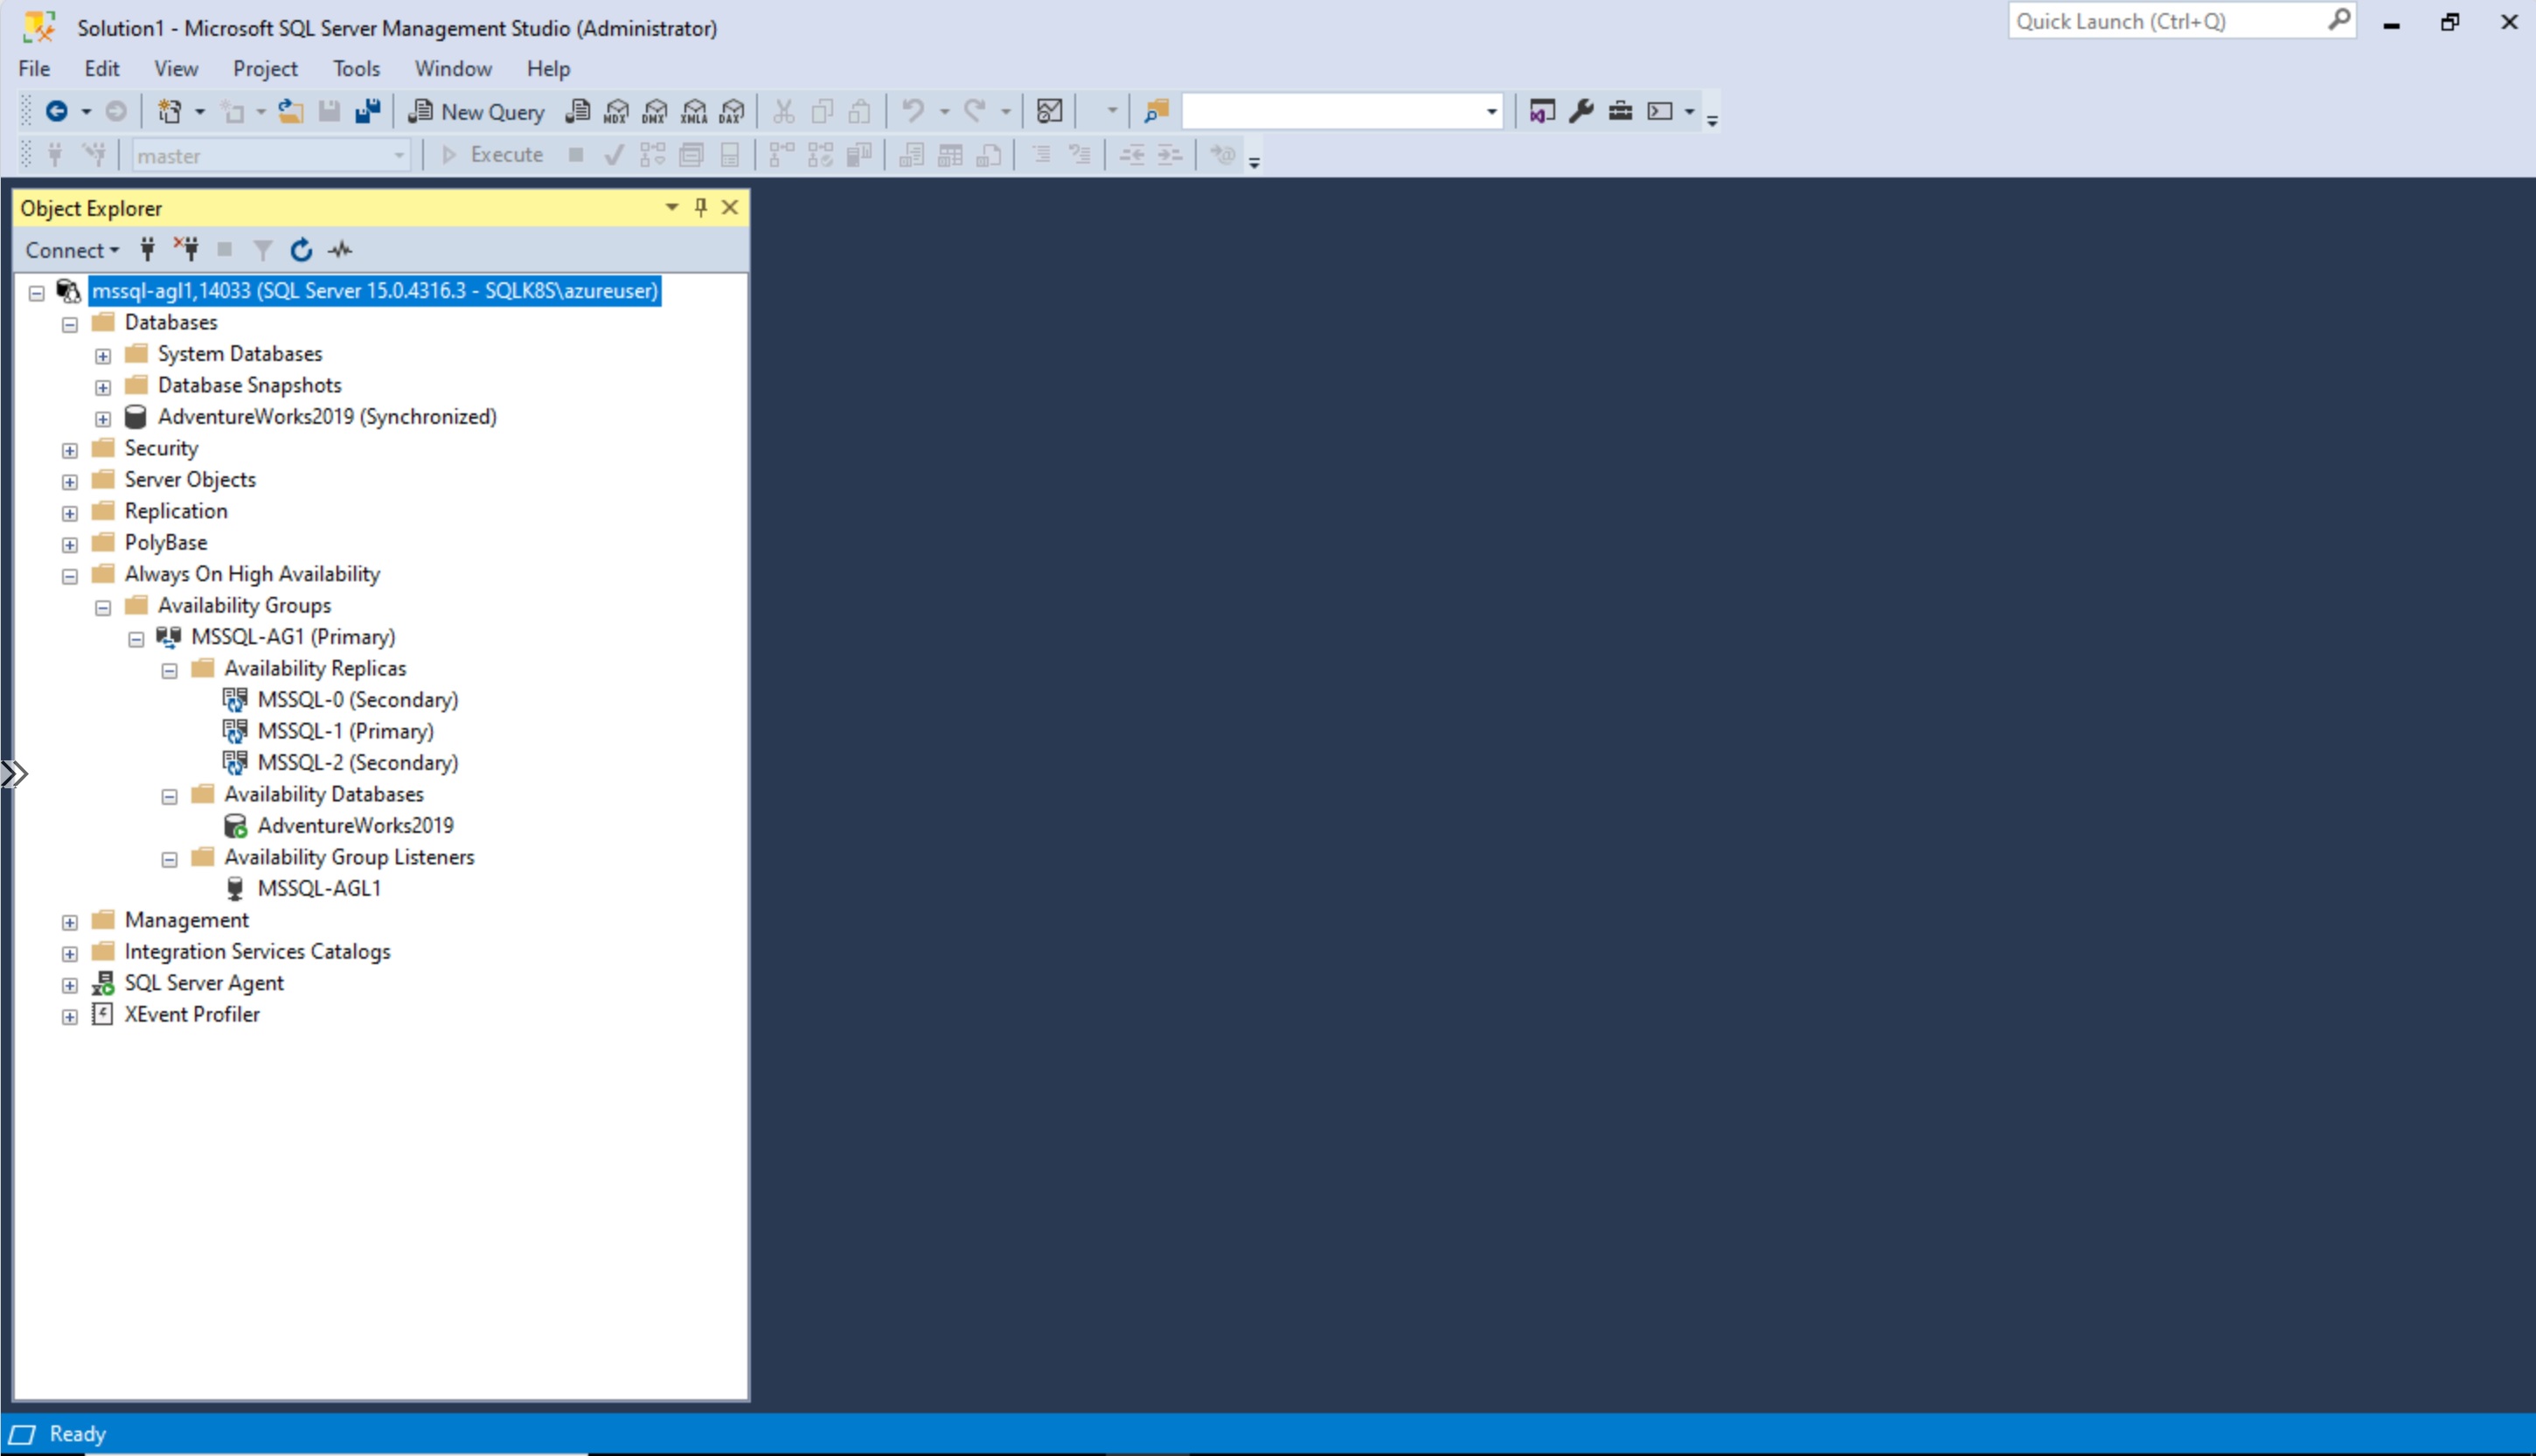 Solution1 - Microsoft SQL Server Management Studio (Administrator)
Quick Launch (Ctrl+Q)
File Edit View Project Tools Window Help
New Query MDX DMX XMLA DAX
master Execute
Object Explorer
Connect
mssql-agl1,14033 (SQL Server 15.0.4316.3 - SQLK8S\azureuser)
Databases
System Databases
Database Snapshots
AdventureWorks2019 (Synchronized)
Security
Server Objects
Replication
PolyBase
Always On High Availability
Availability Groups
MSSQL-AG1 (Primary)
Availability Replicas
MSSQL-0 (Secondary)
MSSQL-1 (Primary)
MSSQL-2 (Secondary)
Availability Databases
AdventureWorks2019
Availability Group Listeners
MSSQL-AGL1
Management
Integration Services Catalogs
SQL Server Agent
XEvent Profiler
Ready